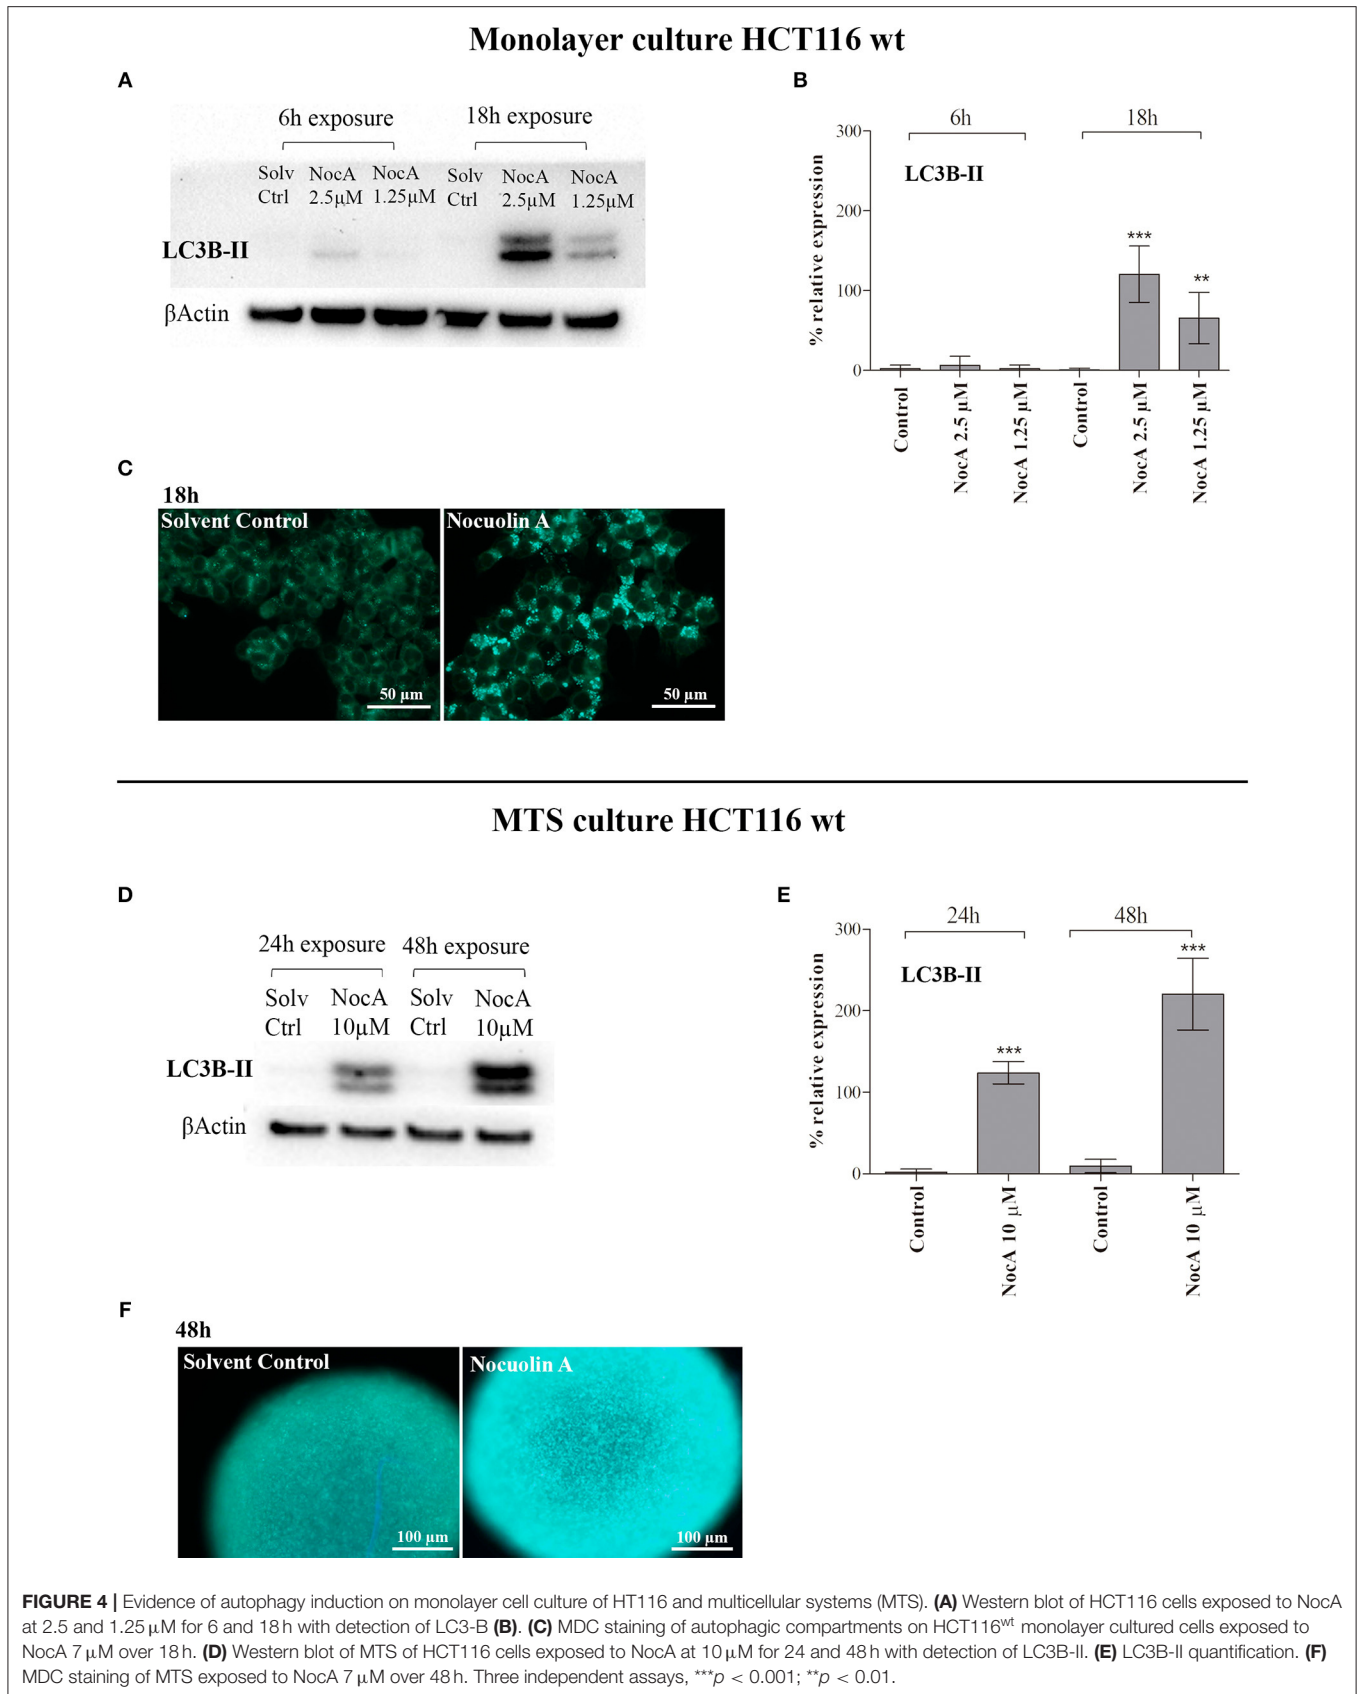 Monolayer culture HCT116 wt
A
6h exposure
18h exposure
Solv Ctrl
NocA 2.5µM
NocA 1.25µM
Solv Ctrl
NocA 2.5µM
NocA 1.25µM
LC3B-II
βActin
B
6h
18h
LC3B-II
% relative expression
300
200
100
0
***
**
Control
NocA 2.5 µM
NocA 1.25 µM
Control
NocA 2.5 µM
NocA 1.25 µM
C
18h
Solvent Control
50 µm
Nocuolin A
50 µm
MTS culture HCT116 wt
D
24h exposure
48h exposure
Solv Ctrl
NocA 10µM
Solv Ctrl
NocA 10µM
LC3B-II
βActin
E
24h
48h
LC3B-II
% relative expression
300
200
100
0
***
***
Control
NocA 10 µM
Control
NocA 10 µM
F
48h
Solvent Control
100 µm
Nocuolin A
100 µm
FIGURE 4 | Evidence of autophagy induction on monolayer cell culture of HT116 and multicellular systems (MTS). (A) Western blot of HCT116 cells exposed to NocA
at 2.5 and 1.25 µM for 6 and 18 h with detection of LC3-B (B). (C) MDC staining of autophagic compartments on HCT116wt monolayer cultured cells exposed to
NocA 7 µM over 18 h. (D) Western blot of MTS of HCT116 cells exposed to NocA at 10 µM for 24 and 48 h with detection of LC3B-II. (E) LC3B-II quantification. (F)
MDC staining of MTS exposed to NocA 7 µM over 48 h. Three independent assays, ***p < 0.001; **p < 0.01.